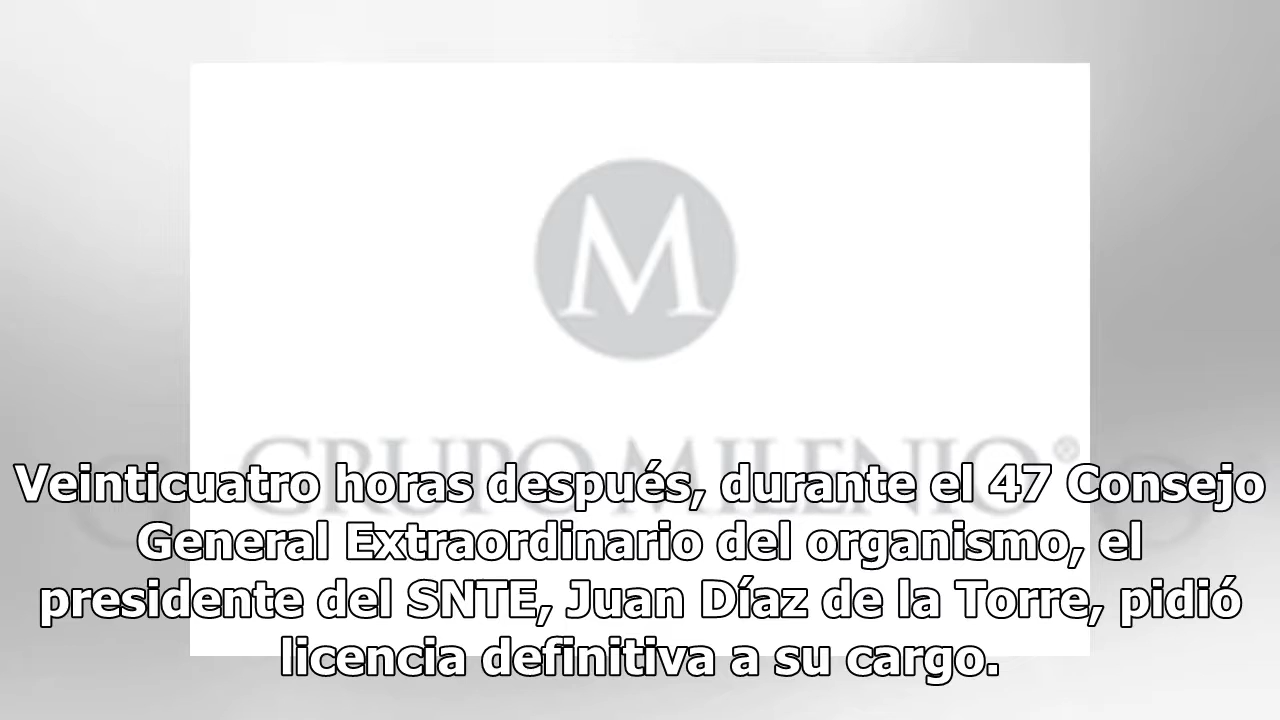 M
GRUPO MILENIO®
Veinticuatro horas después, durante el 47 Consejo
General Extraordinario del organismo, el
presidente del SNTE, Juan Díaz de la Torre, pidió
licencia definitiva a su cargo.